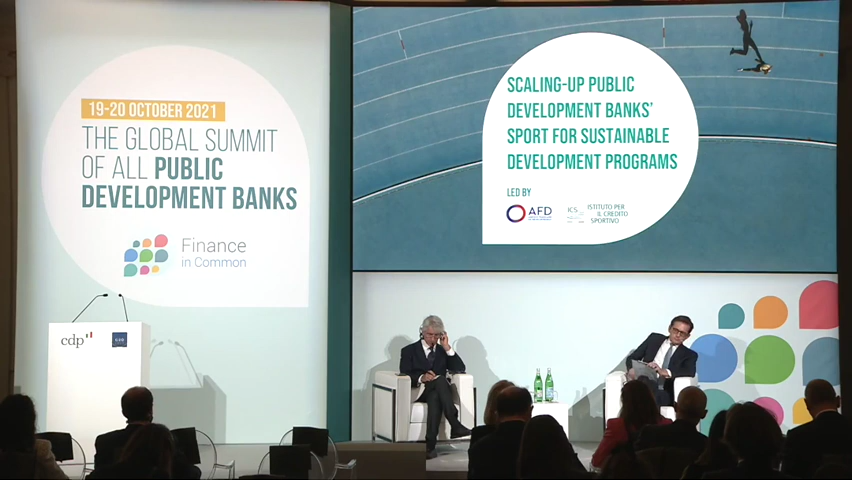 19-20 OCTOBER 2021
THE GLOBAL SUMMIT
OF ALL PUBLIC
DEVELOPMENT BANKS
Finance
in Common
cdp
SCALING-UP PUBLIC
DEVELOPMENT BANKS'
SPORT FOR SUSTAINABLE
DEVELOPMENT PROGRAMS
LED BY
AFD
ICS
ISTITUTO PER
IL CREDITO
SPORTIVO